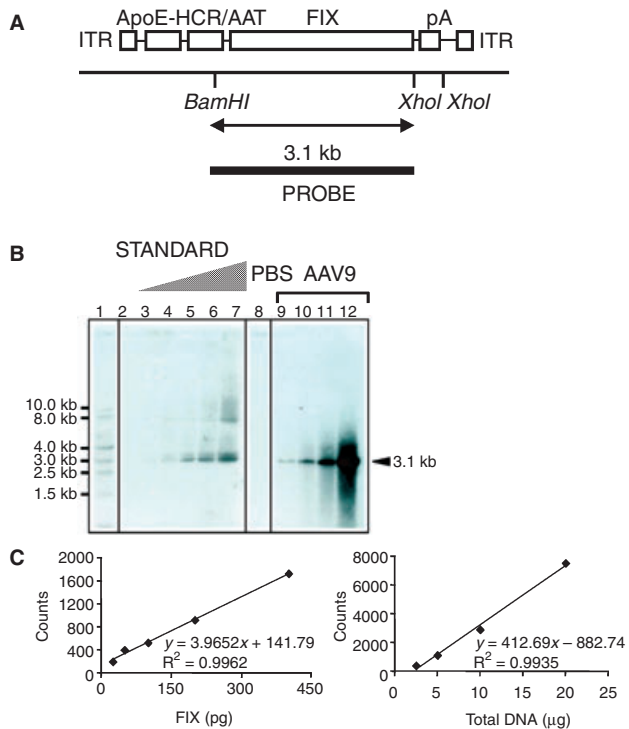 A
ApoE-HCR/AAT FIX pA
ITR ITR
BamHI XhoI XhoI
3.1 kb
PROBE
B
STANDARD
PBS AAV9
1 2 3 4 5 6 7 8 9 10 11 12
10.0 kb
8.0 kb
4.0 kb
3.0 kb
2.5 kb
1.5 kb
3.1 kb
C
Counts
2000
1600
1200
800
400
0
y = 3.9652x + 141.79
R² = 0.9962
0 150 300 450
FIX (pg)
Counts
8000
6000
4000
2000
0
y = 412.69x – 882.74
R² = 0.9935
0 5 10 15 20 25
Total DNA (µg)